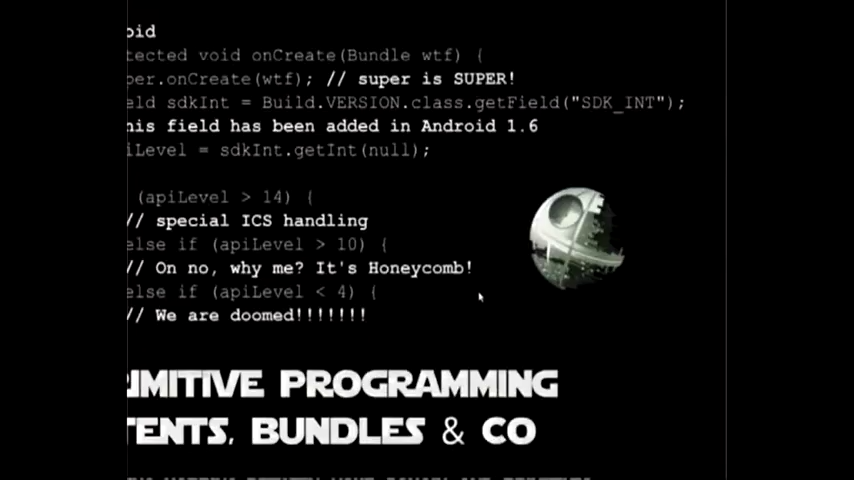 oid
tected void onCreate(Bundle wtf) {
per.onCreate(wtf); // super is SUPER!
eld sdkInt = Build.VERSION.class.getField("SDK_INT");
his field has been added in Android 1.6
iLevel = sdkInt.getInt(null);
(apiLevel > 14) {
// special ICS handling
else if (apiLevel > 10) {
// On no, why me? It's Honeycomb!
else if (apiLevel < 4) {
// We are doomed!!!!!!!
IMITIVE PROGRAMMING
TENTS, BUNDLES & CO